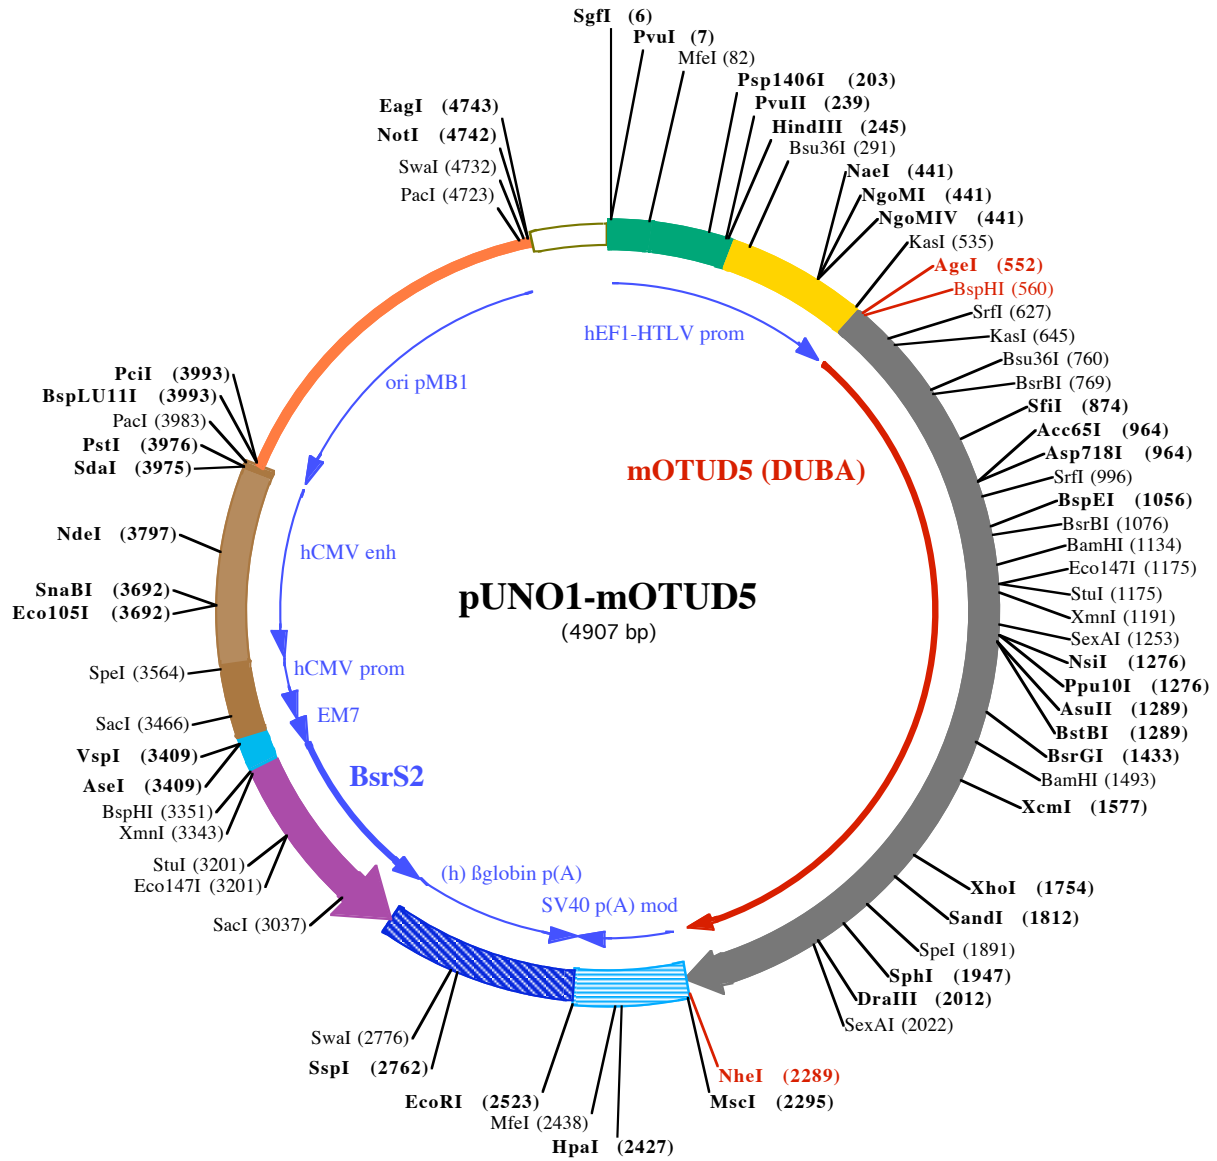 SgfI (6)
PvuI (7)
MfeI (82)
Psp1406I (203)
PvuII (239)
HindIII (245)
Bsu36I (291)
NaeI (441)
NgoMI (441)
NgoMIV (441)
KasI (535)
AgeI (552)
BspHI (560)
SrfI (627)
KasI (645)
Bsu36I (760)
BsrBI (769)
SfiI (874)
Acc65I (964)
Asp718I (964)
SrfI (996)
BspEI (1056)
BsrBI (1076)
BamHI (1134)
Eco147I (1175)
StuI (1175)
XmnI (1191)
SexAI (1253)
NsiI (1276)
Ppu10I (1276)
AsuII (1289)
BstBI (1289)
BsrGI (1433)
BamHI (1493)
XcmI (1577)
XhoI (1754)
SandI (1812)
SpeI (1891)
SphI (1947)
DraIII (2012)
SexAI (2022)
NheI (2289)
MscI (2295)
HpaI (2427)
MfeI (2438)
EcoRI (2523)
SspI (2762)
SwaI (2776)
SacI (3037)
Eco147I (3201)
StuI (3201)
XmnI (3343)
BspHI (3351)
AseI (3409)
VspI (3409)
SacI (3466)
SpeI (3564)
Eco105I (3692)
SnaBI (3692)
NdeI (3797)
SdaI (3975)
PstI (3976)
PacI (3983)
BspLU11I (3993)
PciI (3993)
PacI (4723)
SwaI (4732)
NotI (4742)
EagI (4743)
hEF1-HTLV prom
ori pMB1
mOTUD5 (DUBA)
hCMV enh
pUNO1-mOTUD5
(4907 bp)
hCMV prom
EM7
BsrS2
(h) ßglobin p(A)
SV40 p(A) mod